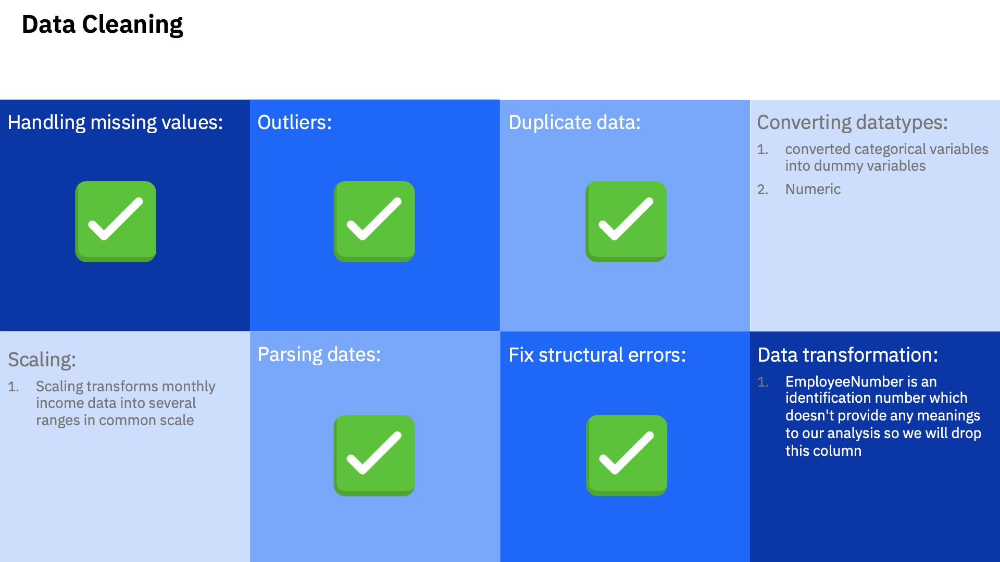 Data Cleaning
Handling missing values:
Outliers:
Duplicate data:
Converting datatypes:
1. converted categorical variables
into dummy variables
2. Numeric
Scaling:
1. Scaling transforms monthly
income data into several
ranges in common scale
Parsing dates:
Fix structural errors:
Data transformation:
1. EmployeeNumber is an
identification number which
doesn't provide any meanings
to our analysis so we will drop
this column